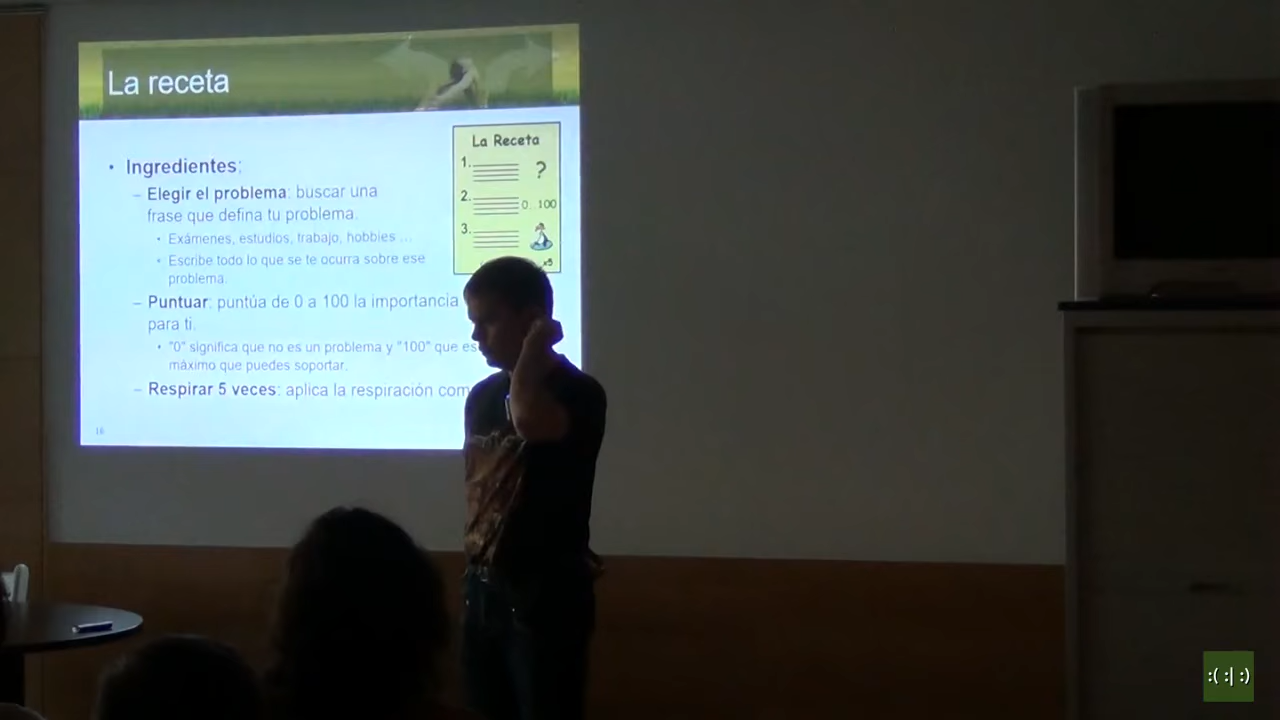 La receta
• Ingredientes;
– Elegir el problema: buscar una
frase que defina tu problema.
• Exámenes, estudios, trabajo, hobbies ...
• Escribe todo lo que se te ocurra sobre ese
problema.
– Puntuar: puntúa de 0 a 100 la importancia
para ti.
• "0" significa que no es un problema y "100" que es
máximo que puedes soportar.
– Respirar 5 veces: aplica la respiración com
La Receta
1. ?
2. 0..100
3.
x5
:( :| :)